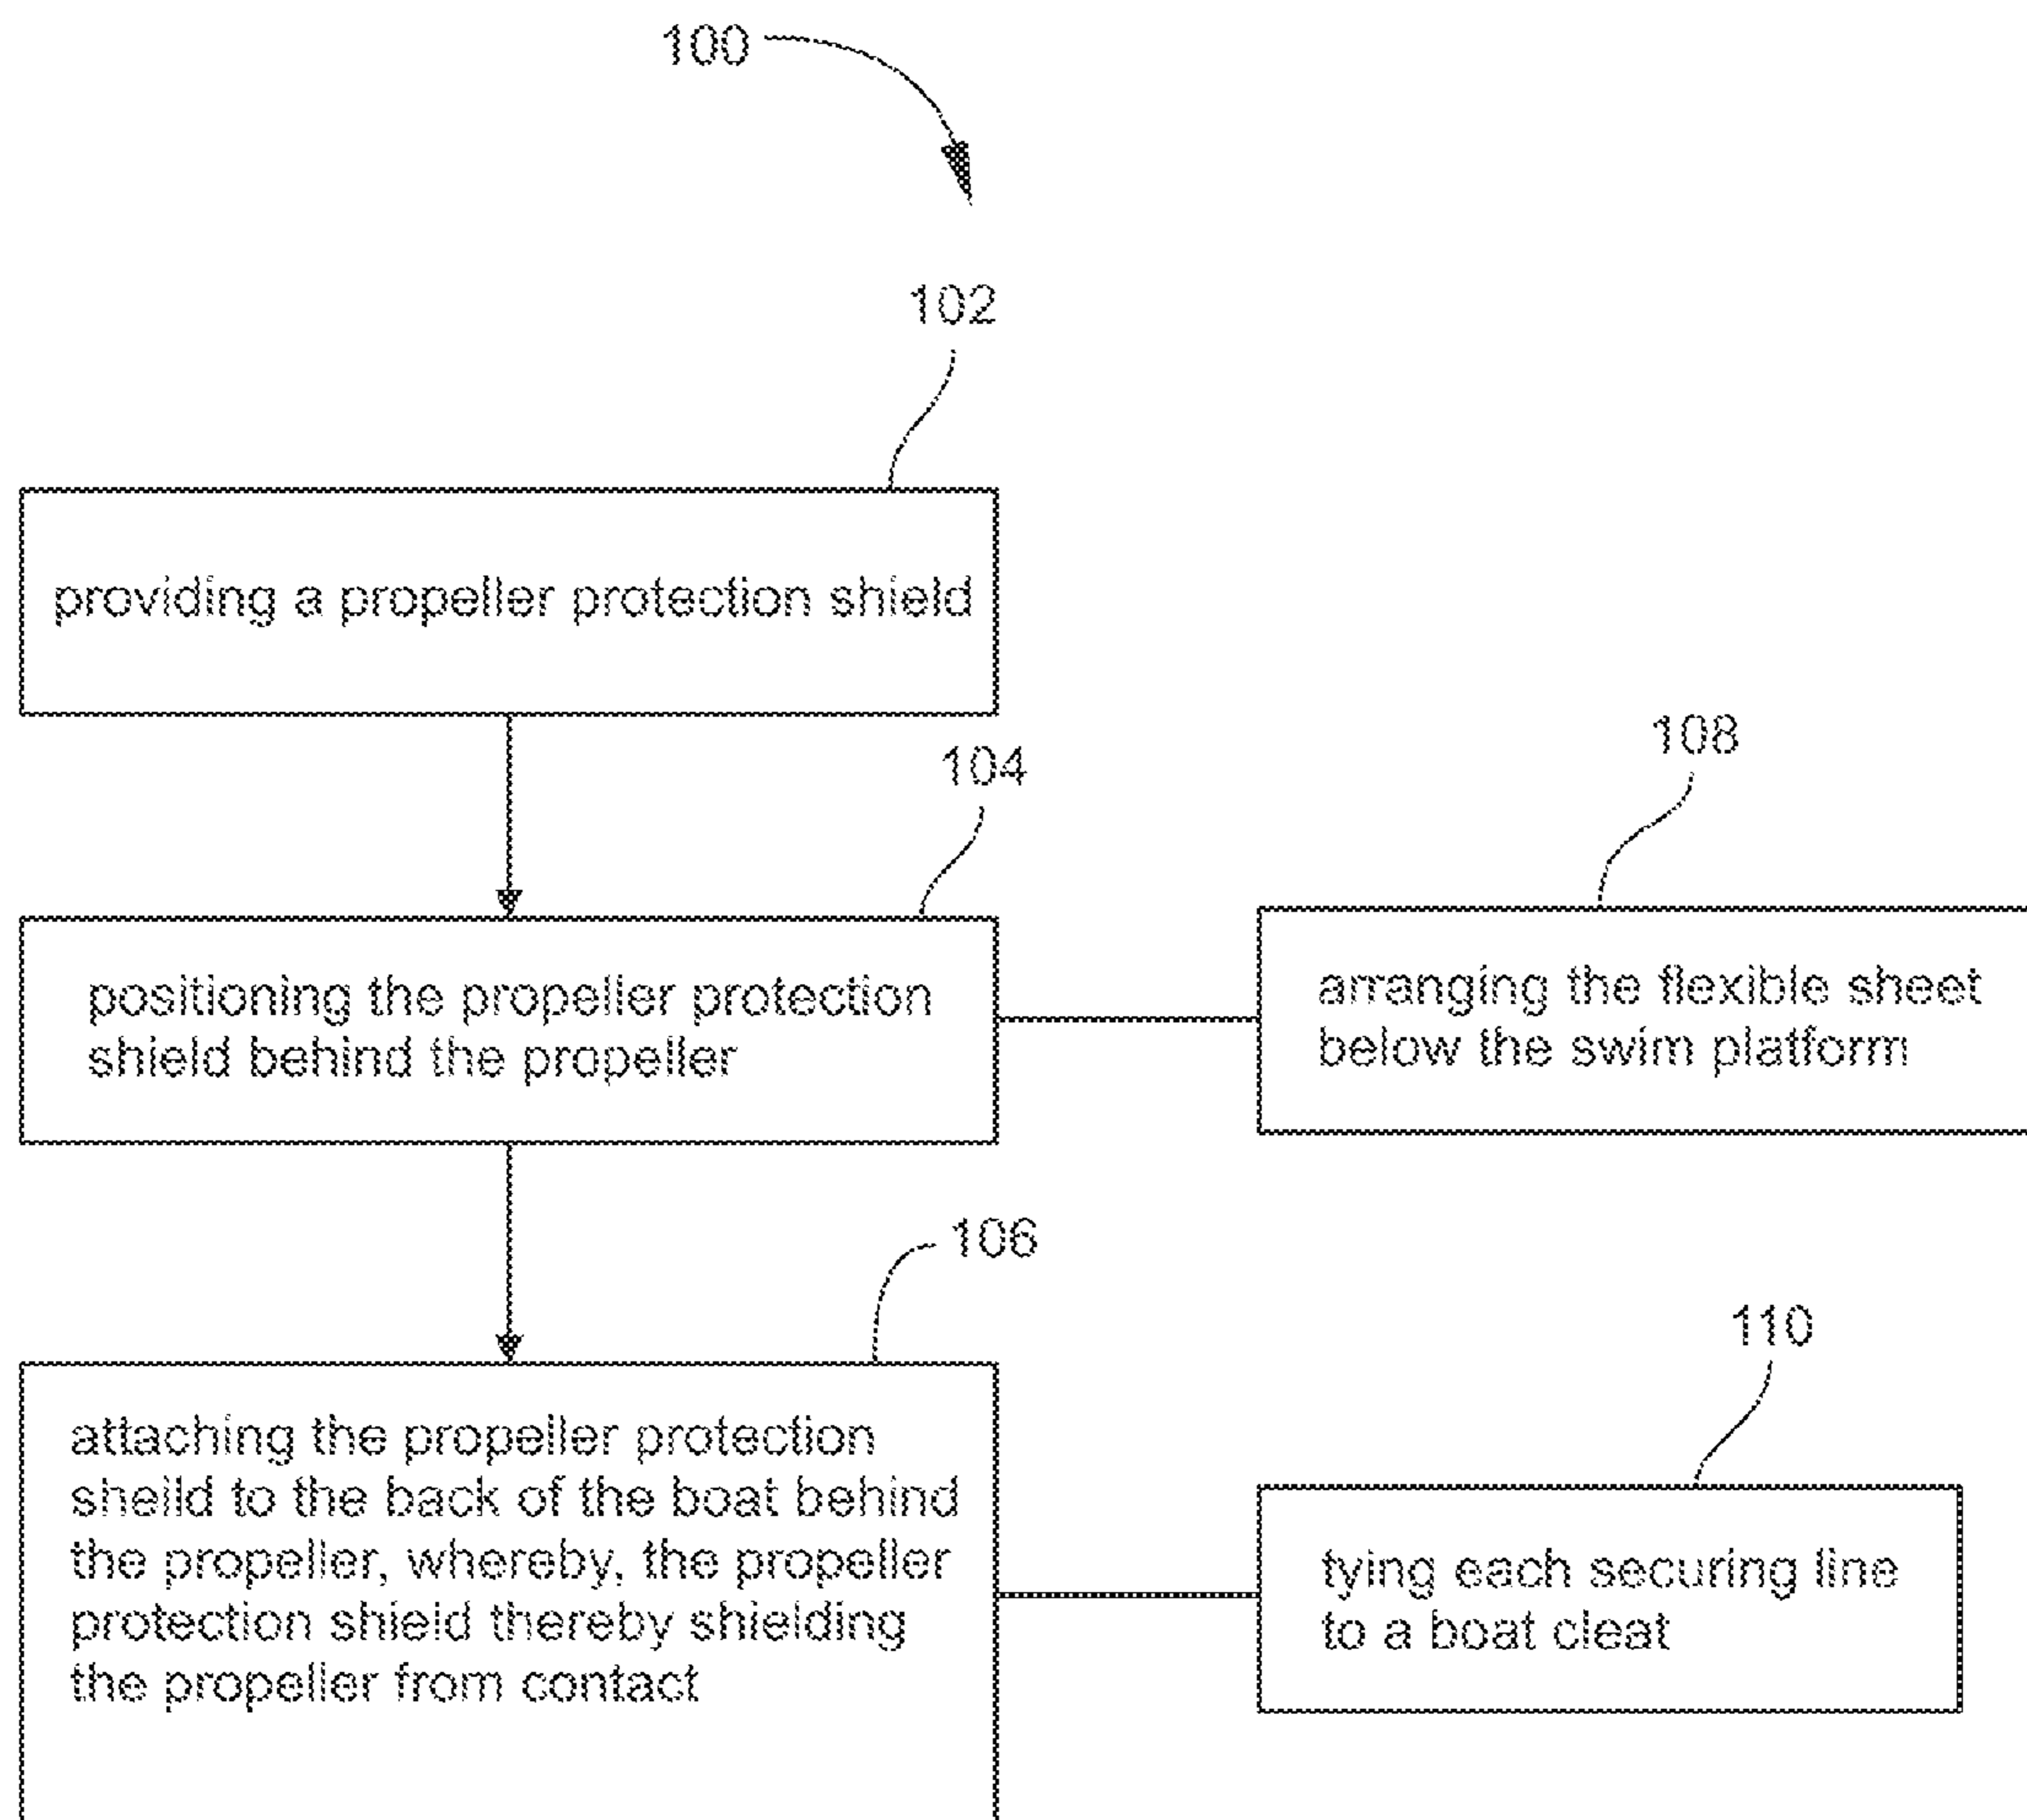 100
102
providing a propeller protection shield
104
108
positioning the propeller protection
shield behind the propeller
arranging the flexible sheet
below the swim platform
106
110
attaching the propeller protection
sheild to the back of the boat behind
the propeller, whereby, the propeller
protection shield thereby shielding
the propeller from contact
tying each securing line
to a boat cleat